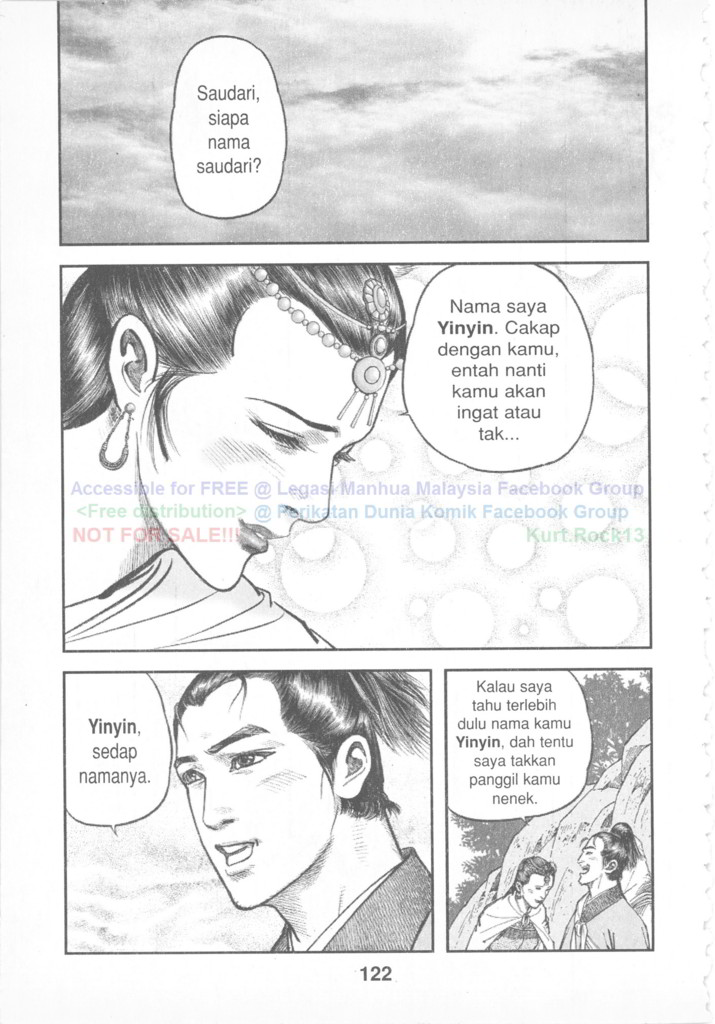 Saudari,
siapa
nama
saudari?
Nama saya
Yinyin. Cakap
dengan kamu,
entah nanti
kamu akan
ingat atau
tak...
Accessible for FREE @ Legasi Manhua Malaysia Facebook Group
<Free distribution> @ Perikatan Dunia Komik Facebook Group
NOT FOR SALE!!! Kurt.Rock13
Yinyin,
sedap
namanya.
Kalau saya
tahu terlebih
dulu nama kamu
Yinyin, dah tentu
saya takkan
panggil kamu
nenek.
122